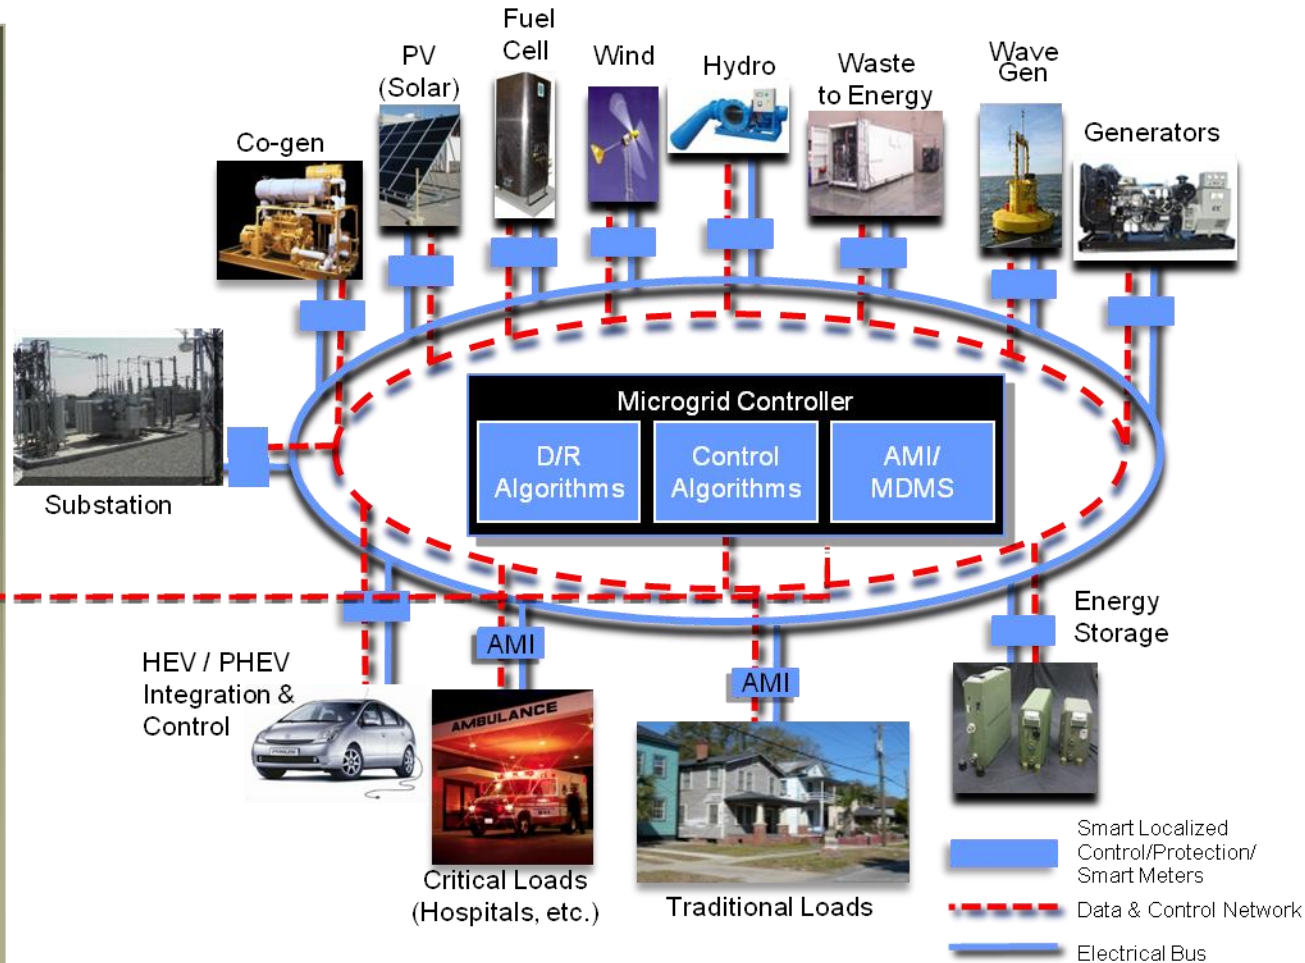 Fuel
Cell
PV
(Solar)
Wind
Hydro
Waste
to Energy
Wave
Gen
Generators
Co-gen
Substation
Microgrid Controller
D/R
Algorithms
Control
Algorithms
AMI/
MDMS
HEV / PHEV
Integration &
Control
AMI
AMI
Energy
Storage
AMBULANCE
Critical Loads
(Hospitals, etc.)
Traditional Loads
Smart Localized
Control/Protection/
Smart Meters
Data & Control Network
Electrical Bus